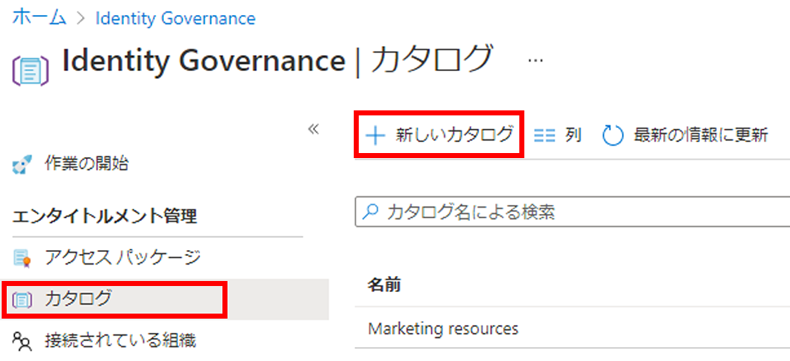 ホーム > Identity Governance
Identity Governance | カタログ ...
«
作業の開始
エンタイトルメント管理
アクセス パッケージ
カタログ
接続されている組織
+ 新しいカタログ 列 最新の情報に更新
カタログ名による検索
名前
Marketing resources